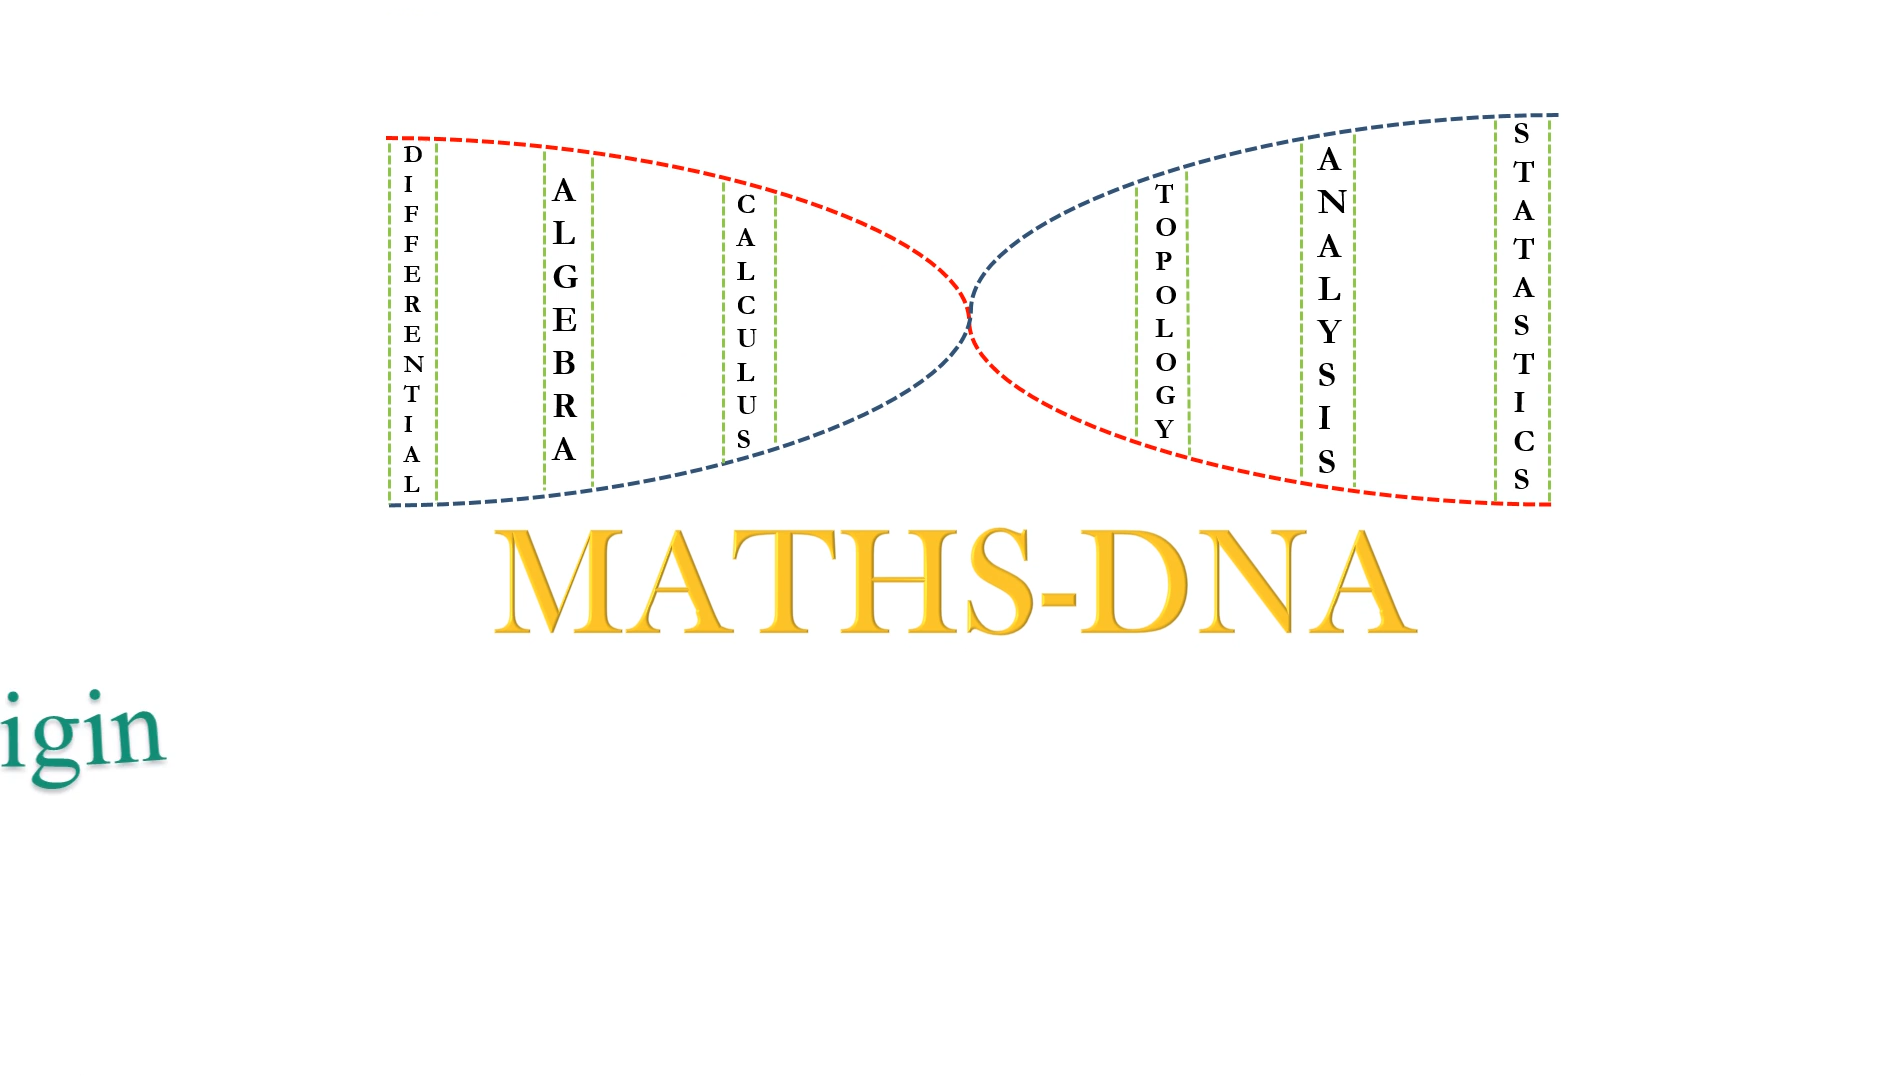 DIFFERENTIAL
ALGEBRA
CALCULUS
TOPOLOGY
ANALYSIS
STATASTICS
MATHS-DNA
igin